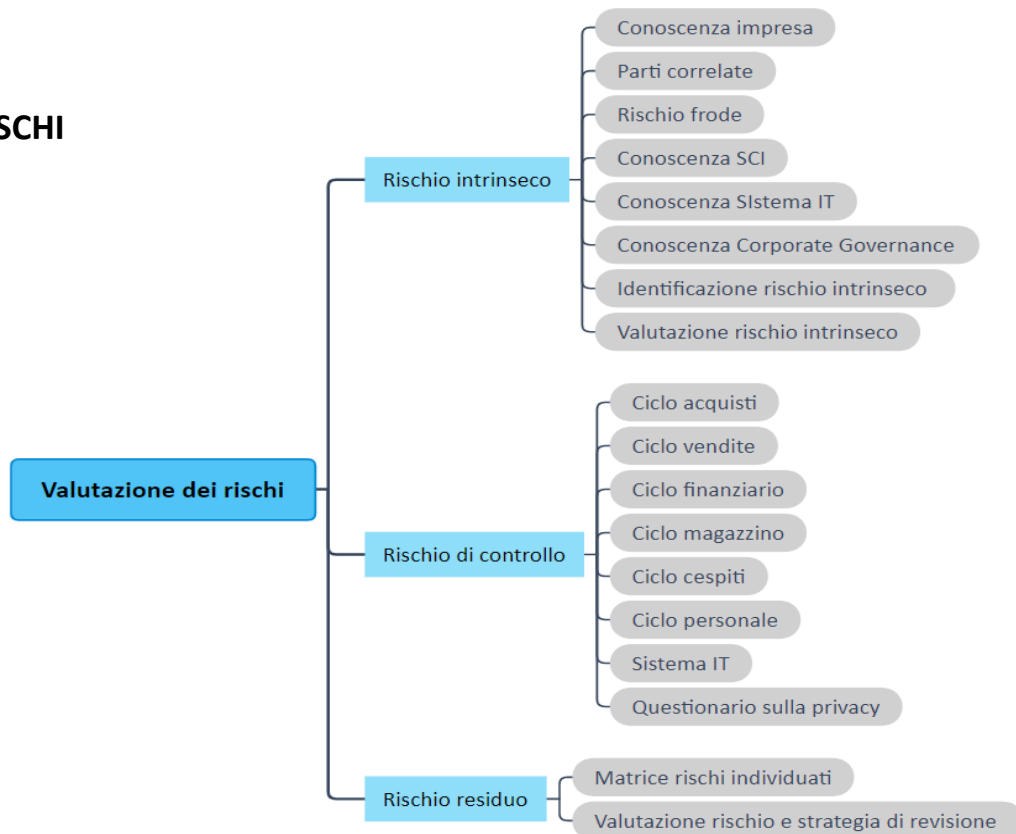 SCHI
Valutazione dei rischi
Rischio intrinseco
Conoscenza impresa
Parti correlate
Rischio frode
Conoscenza SCI
Conoscenza SIstema IT
Conoscenza Corporate Governance
Identificazione rischio intrinseco
Valutazione rischio intrinseco
Rischio di controllo
Ciclo acquisti
Ciclo vendite
Ciclo finanziario
Ciclo magazzino
Ciclo cespiti
Ciclo personale
Sistema IT
Questionario sulla privacy
Rischio residuo
Matrice rischi individuati
Valutazione rischio e strategia di revisione